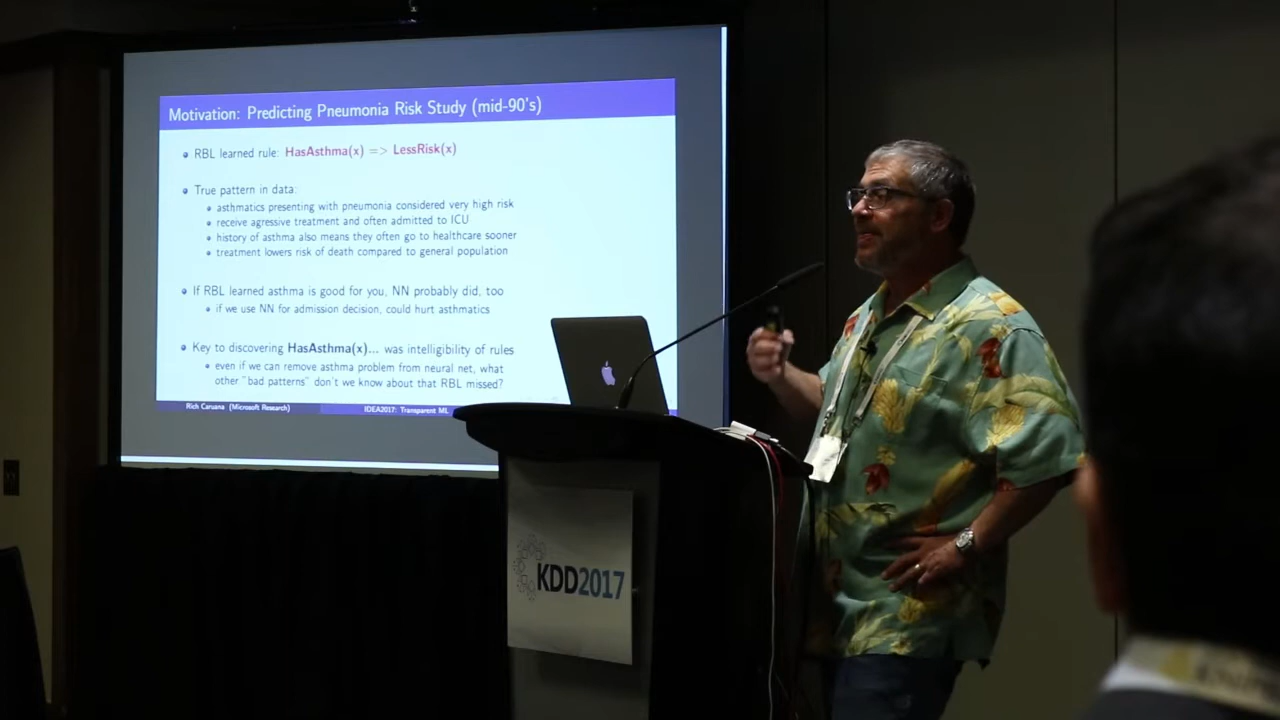 Motivation: Predicting Pneumonia Risk Study (mid-90's)
RBL learned rule: HasAsthma(x) => LessRisk(x)
True pattern in data:
asthmatics presenting with pneumonia considered very high risk
receive agressive treatment and often admitted to ICU
history of asthma also means they often go to healthcare sooner
treatment lowers risk of death compared to general population
If RBL learned asthma is good for you, NN probably did, too
if we use NN for admission decision, could hurt asthmatics
Key to discovering HasAsthma(x)... was intelligibility of rules
even if we can remove asthma problem from neural net, what
other "bad patterns" don't we know about that RBL missed?
Rich Caruana (Microsoft Research)
IDEA2017: Transparent ML
KDD2017